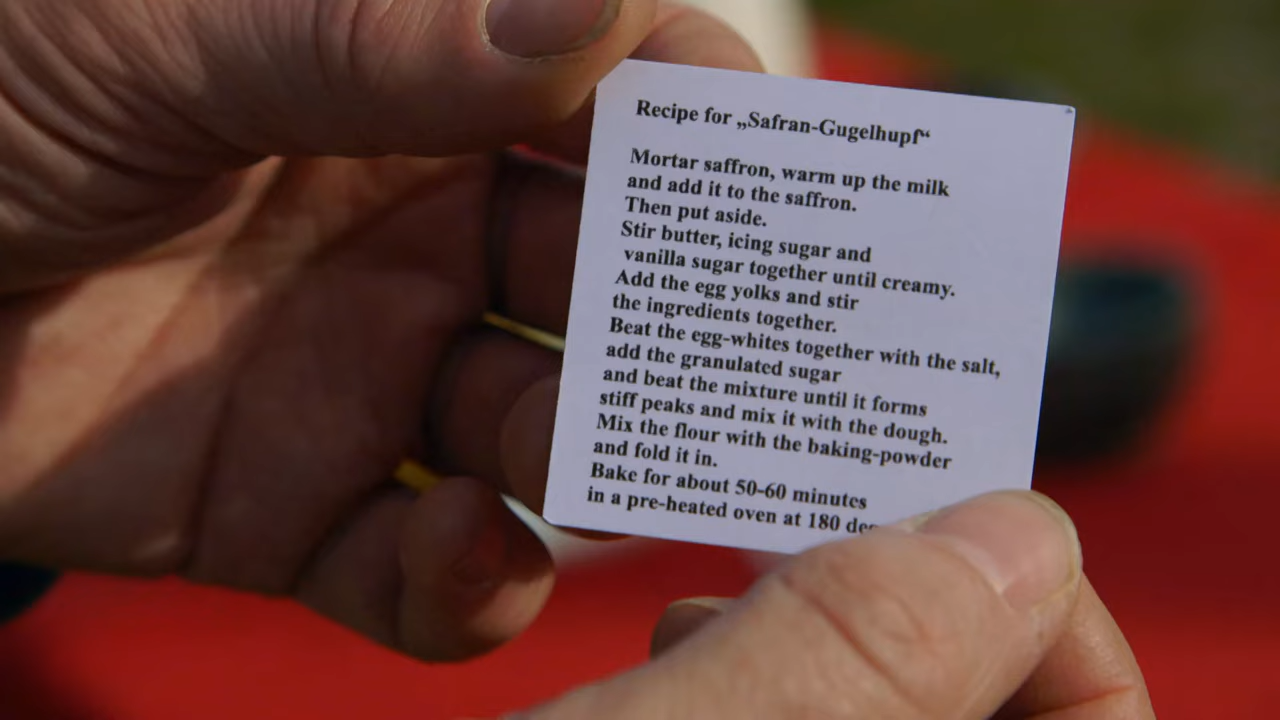 Recipe for „Safran-Gugelhupf“
Mortar saffron, warm up the milk
and add it to the saffron.
Then put aside.
Stir butter, icing sugar and
vanilla sugar together until creamy.
Add the egg yolks and stir
the ingredients together.
Beat the egg-whites together with the salt,
add the granulated sugar
and beat the mixture until it forms
stiff peaks and mix it with the dough.
Mix the flour with the baking-powder
and fold it in.
Bake for about 50-60 minutes
in a pre-heated oven at 180